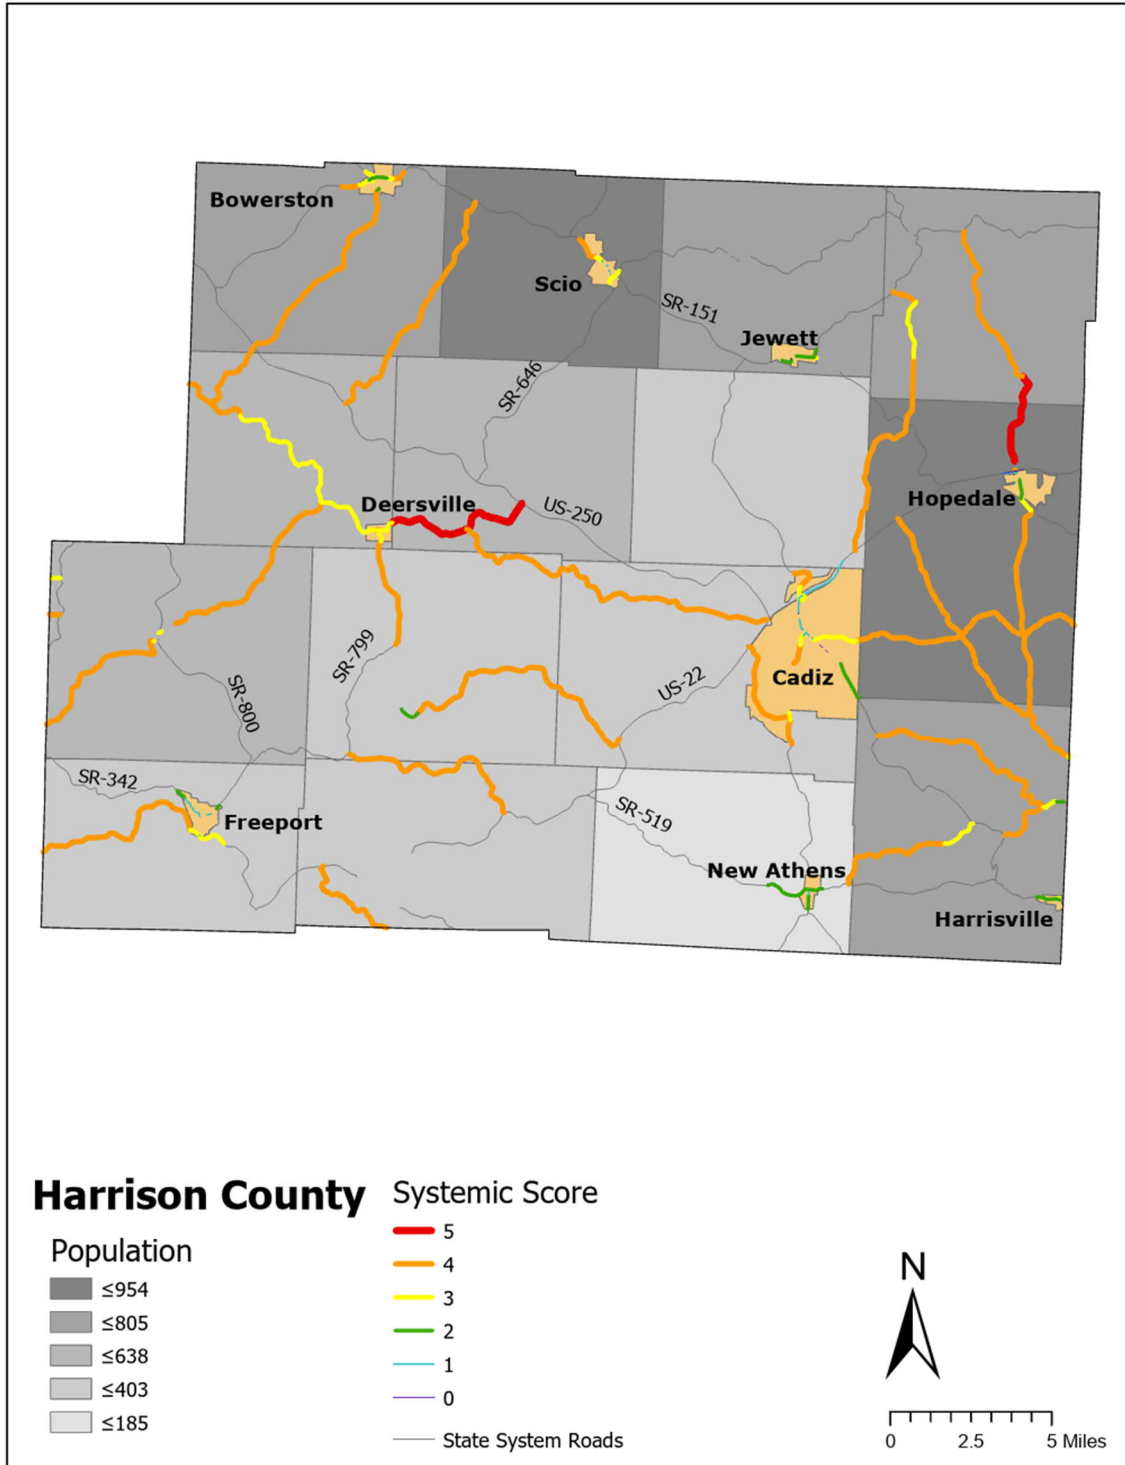 Bowerston
Scio
SR-151
Jewett
SR-646
Deersville
US-250
Hopedale
SR-799
US-22
Cadiz
SR-800
SR-342
Freeport
SR-519
New Athens
Harrisville
Harrison County
Population
≤954
≤805
≤638
≤403
≤185
Systemic Score
5
4
3
2
1
0
State System Roads
N
0 2.5 5 Miles